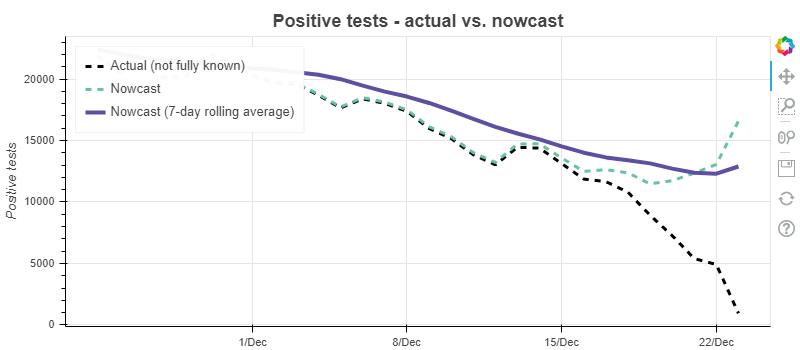 Positive tests - actual vs. nowcast
Actual (not fully known)
Nowcast
Nowcast (7-day rolling average)
Positive tests
20000
15000
10000
5000
0
1/Dec
8/Dec
15/Dec
22/Dec